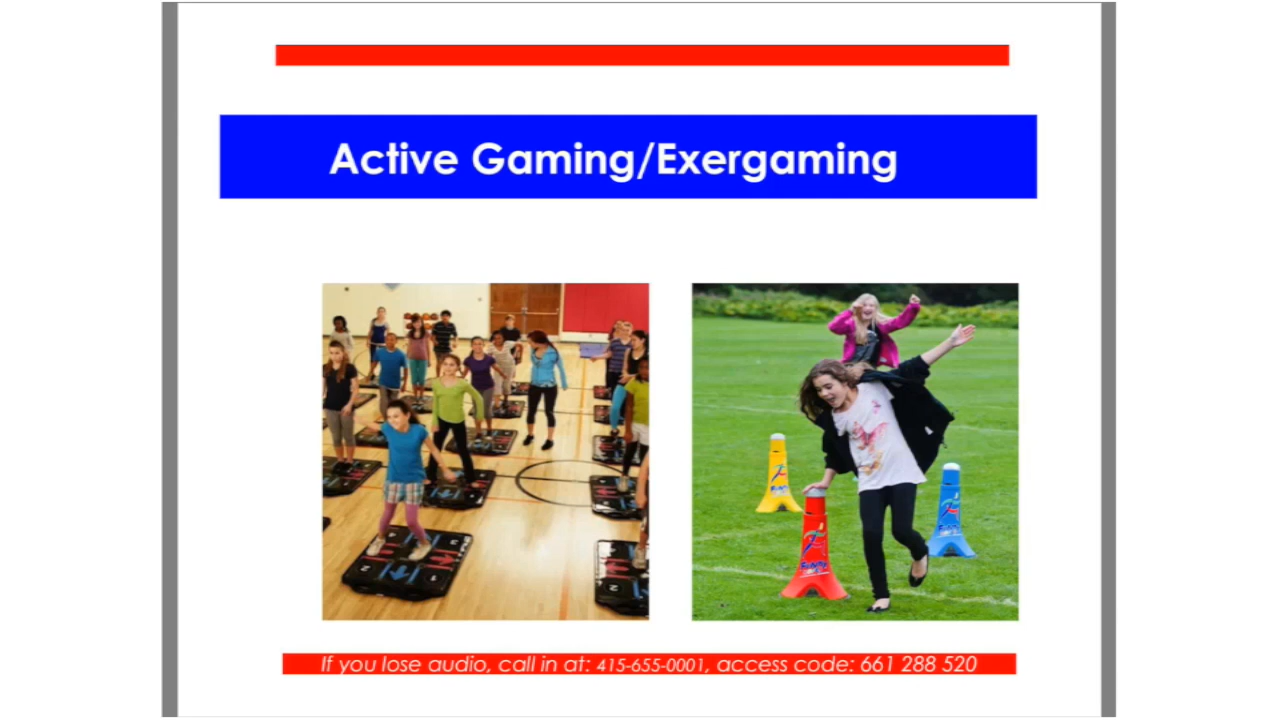 Active Gaming/Exergaming
If you lose audio, call in at: 415-655-0001, access code: 661 288 520